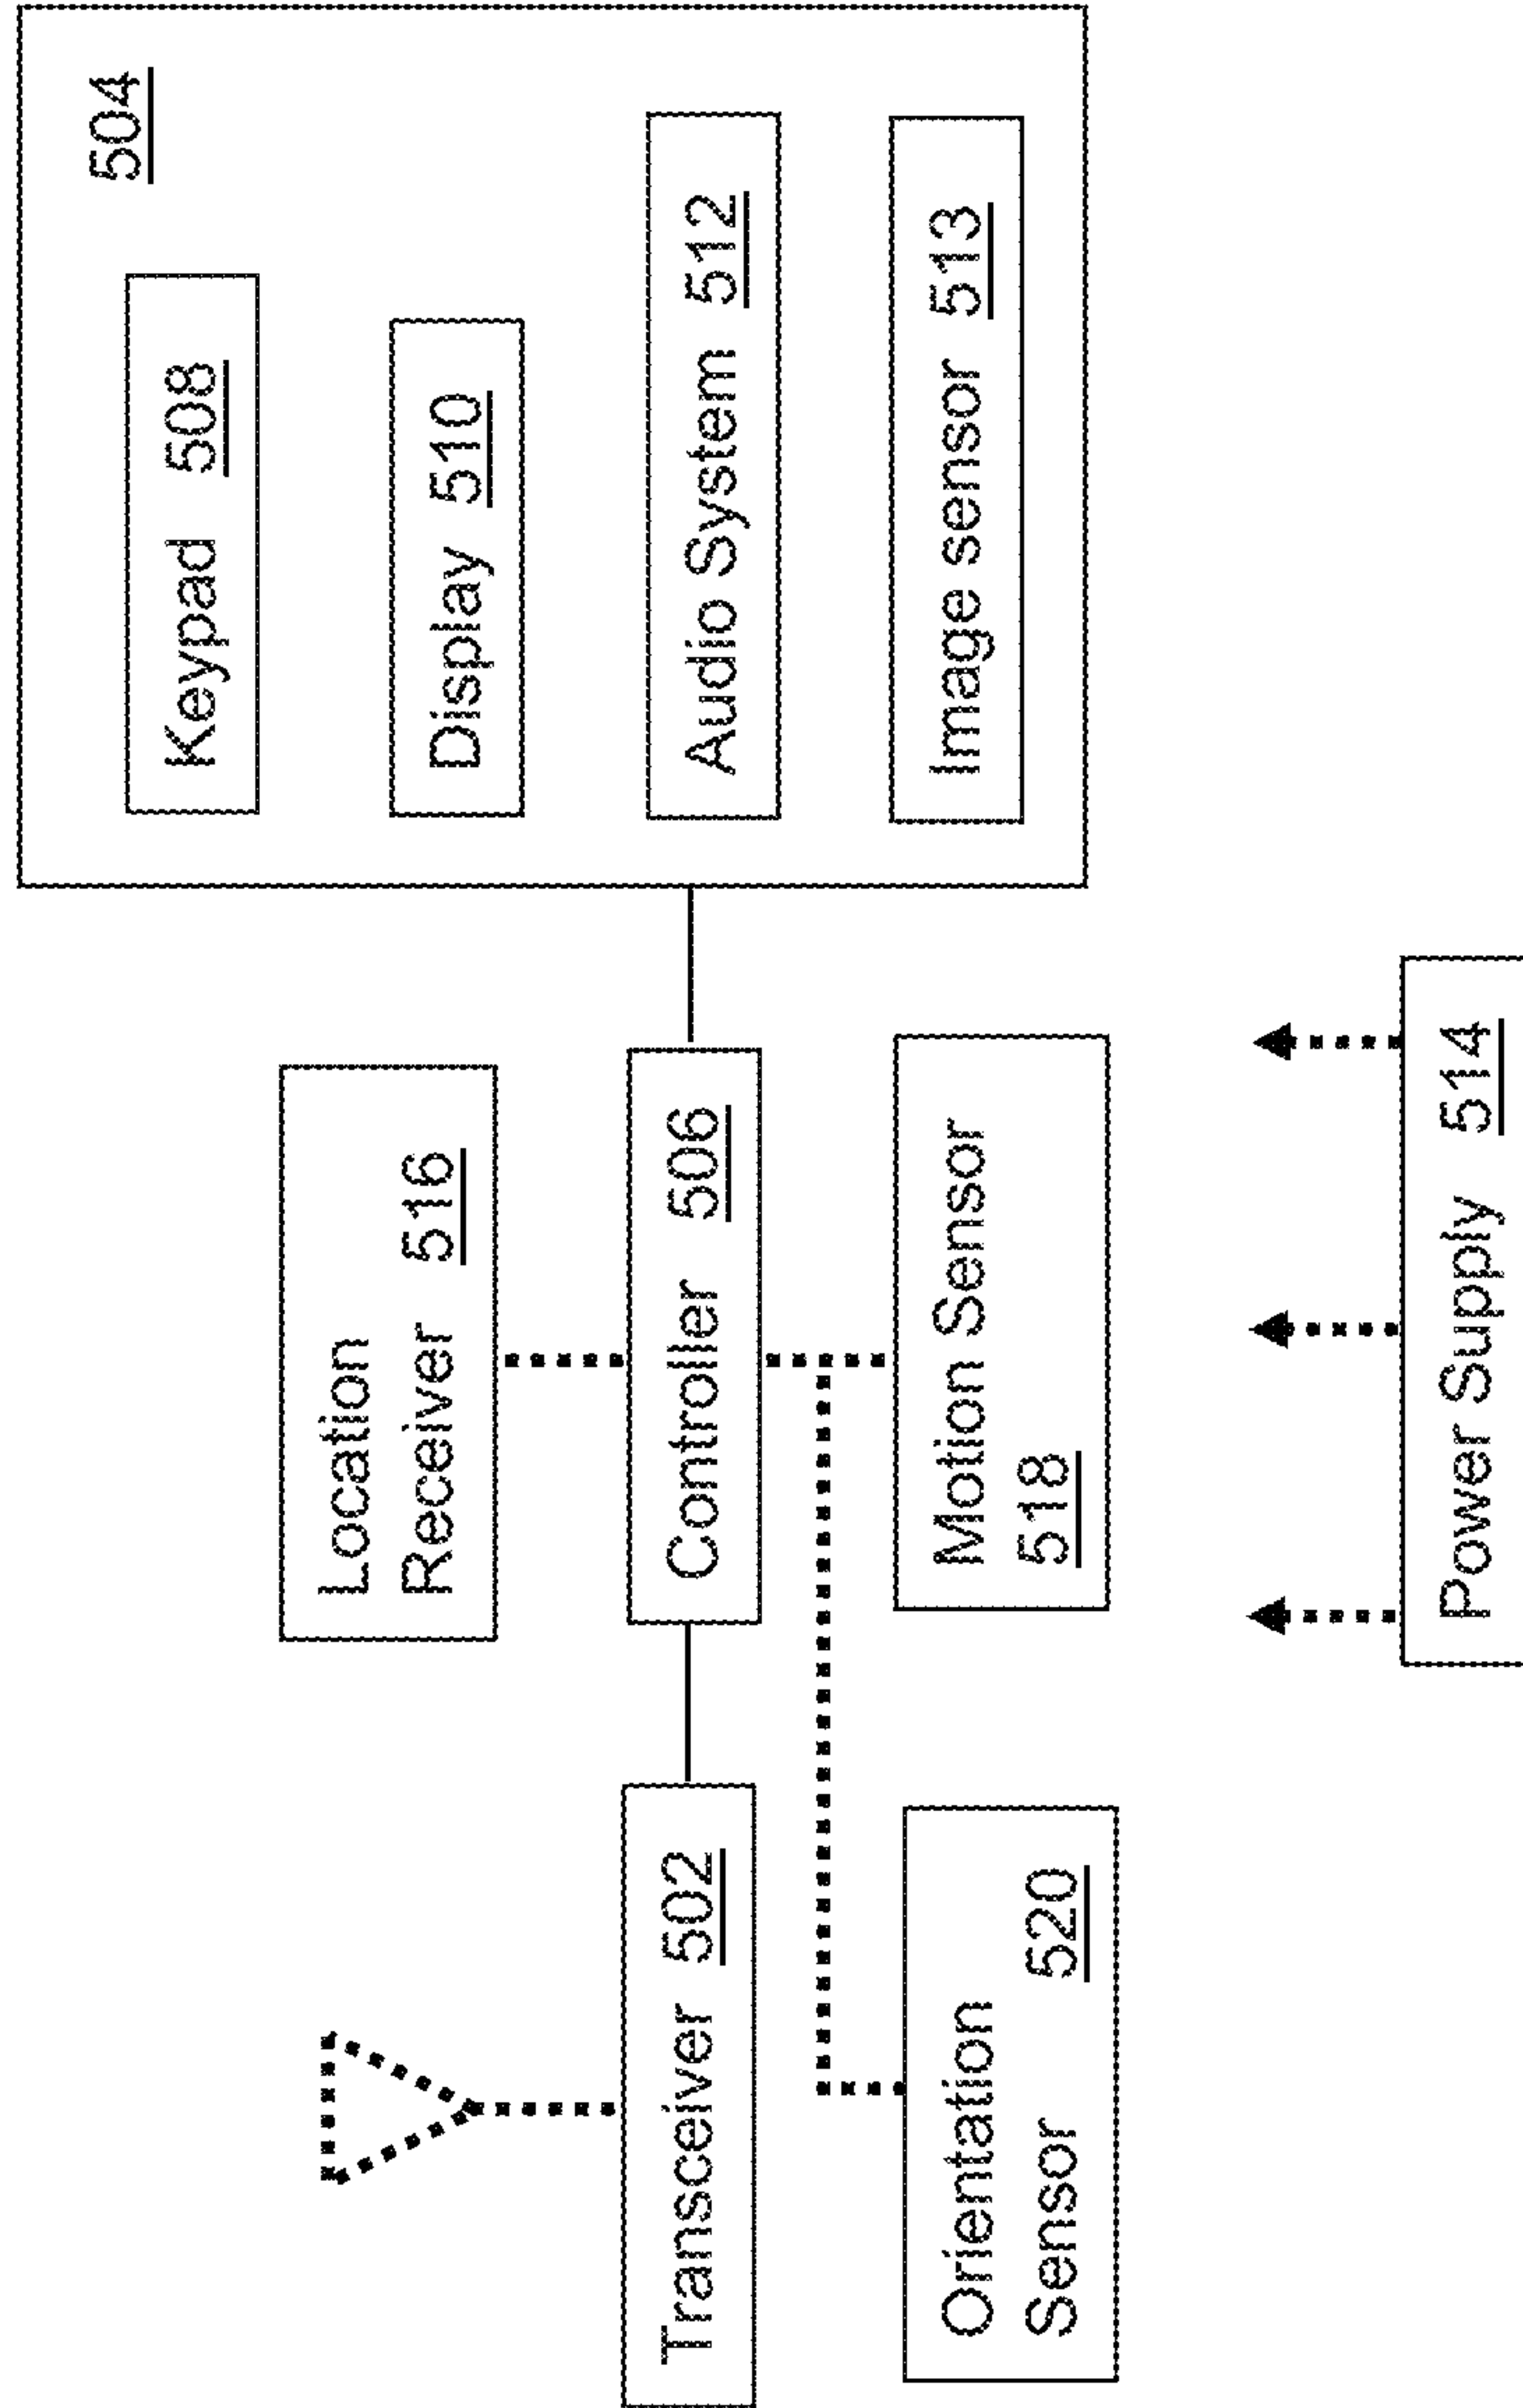 504
Keypad 508
Display 510
Audio System 512
Image sensor 513
Location
Receiver 516
Transceiver 502
Controller 506
Orientation
Sensor 520
Motion Sensor
518
Power Supply 514